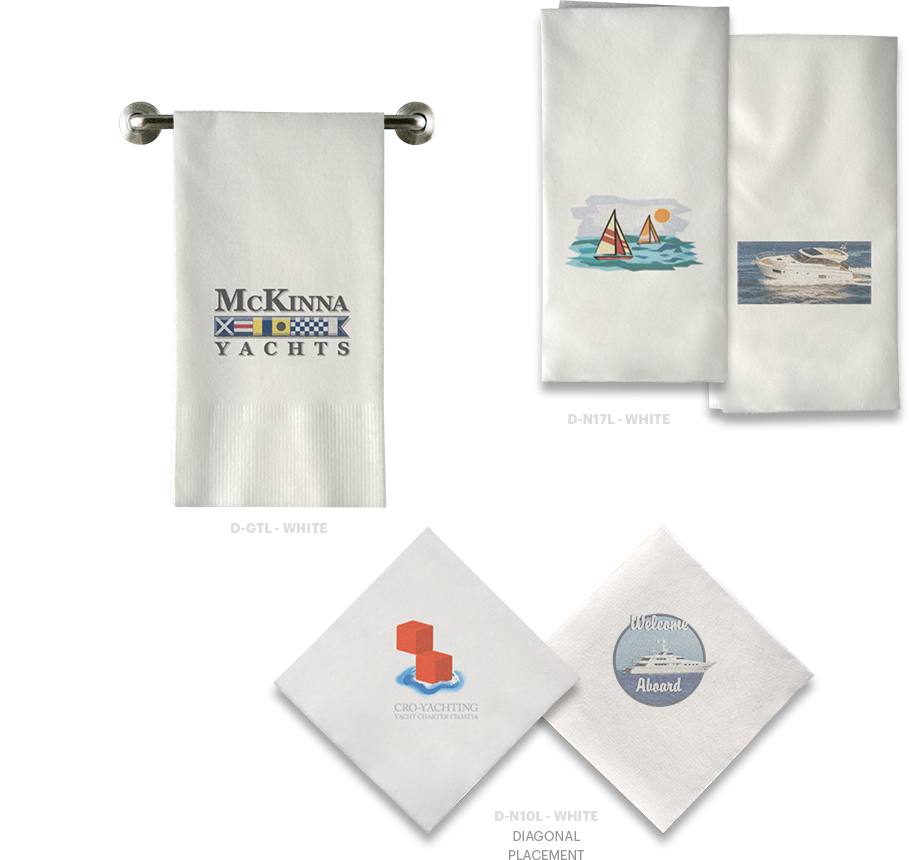 McKINNA
YACHTS
D-GTL - WHITE
D-N17L - WHITE
CRO-YACHTING
YACHT CHARTER CROATIA
Welcome
Aboard
D-N10L - WHITE
DIAGONAL
PLACEMENT